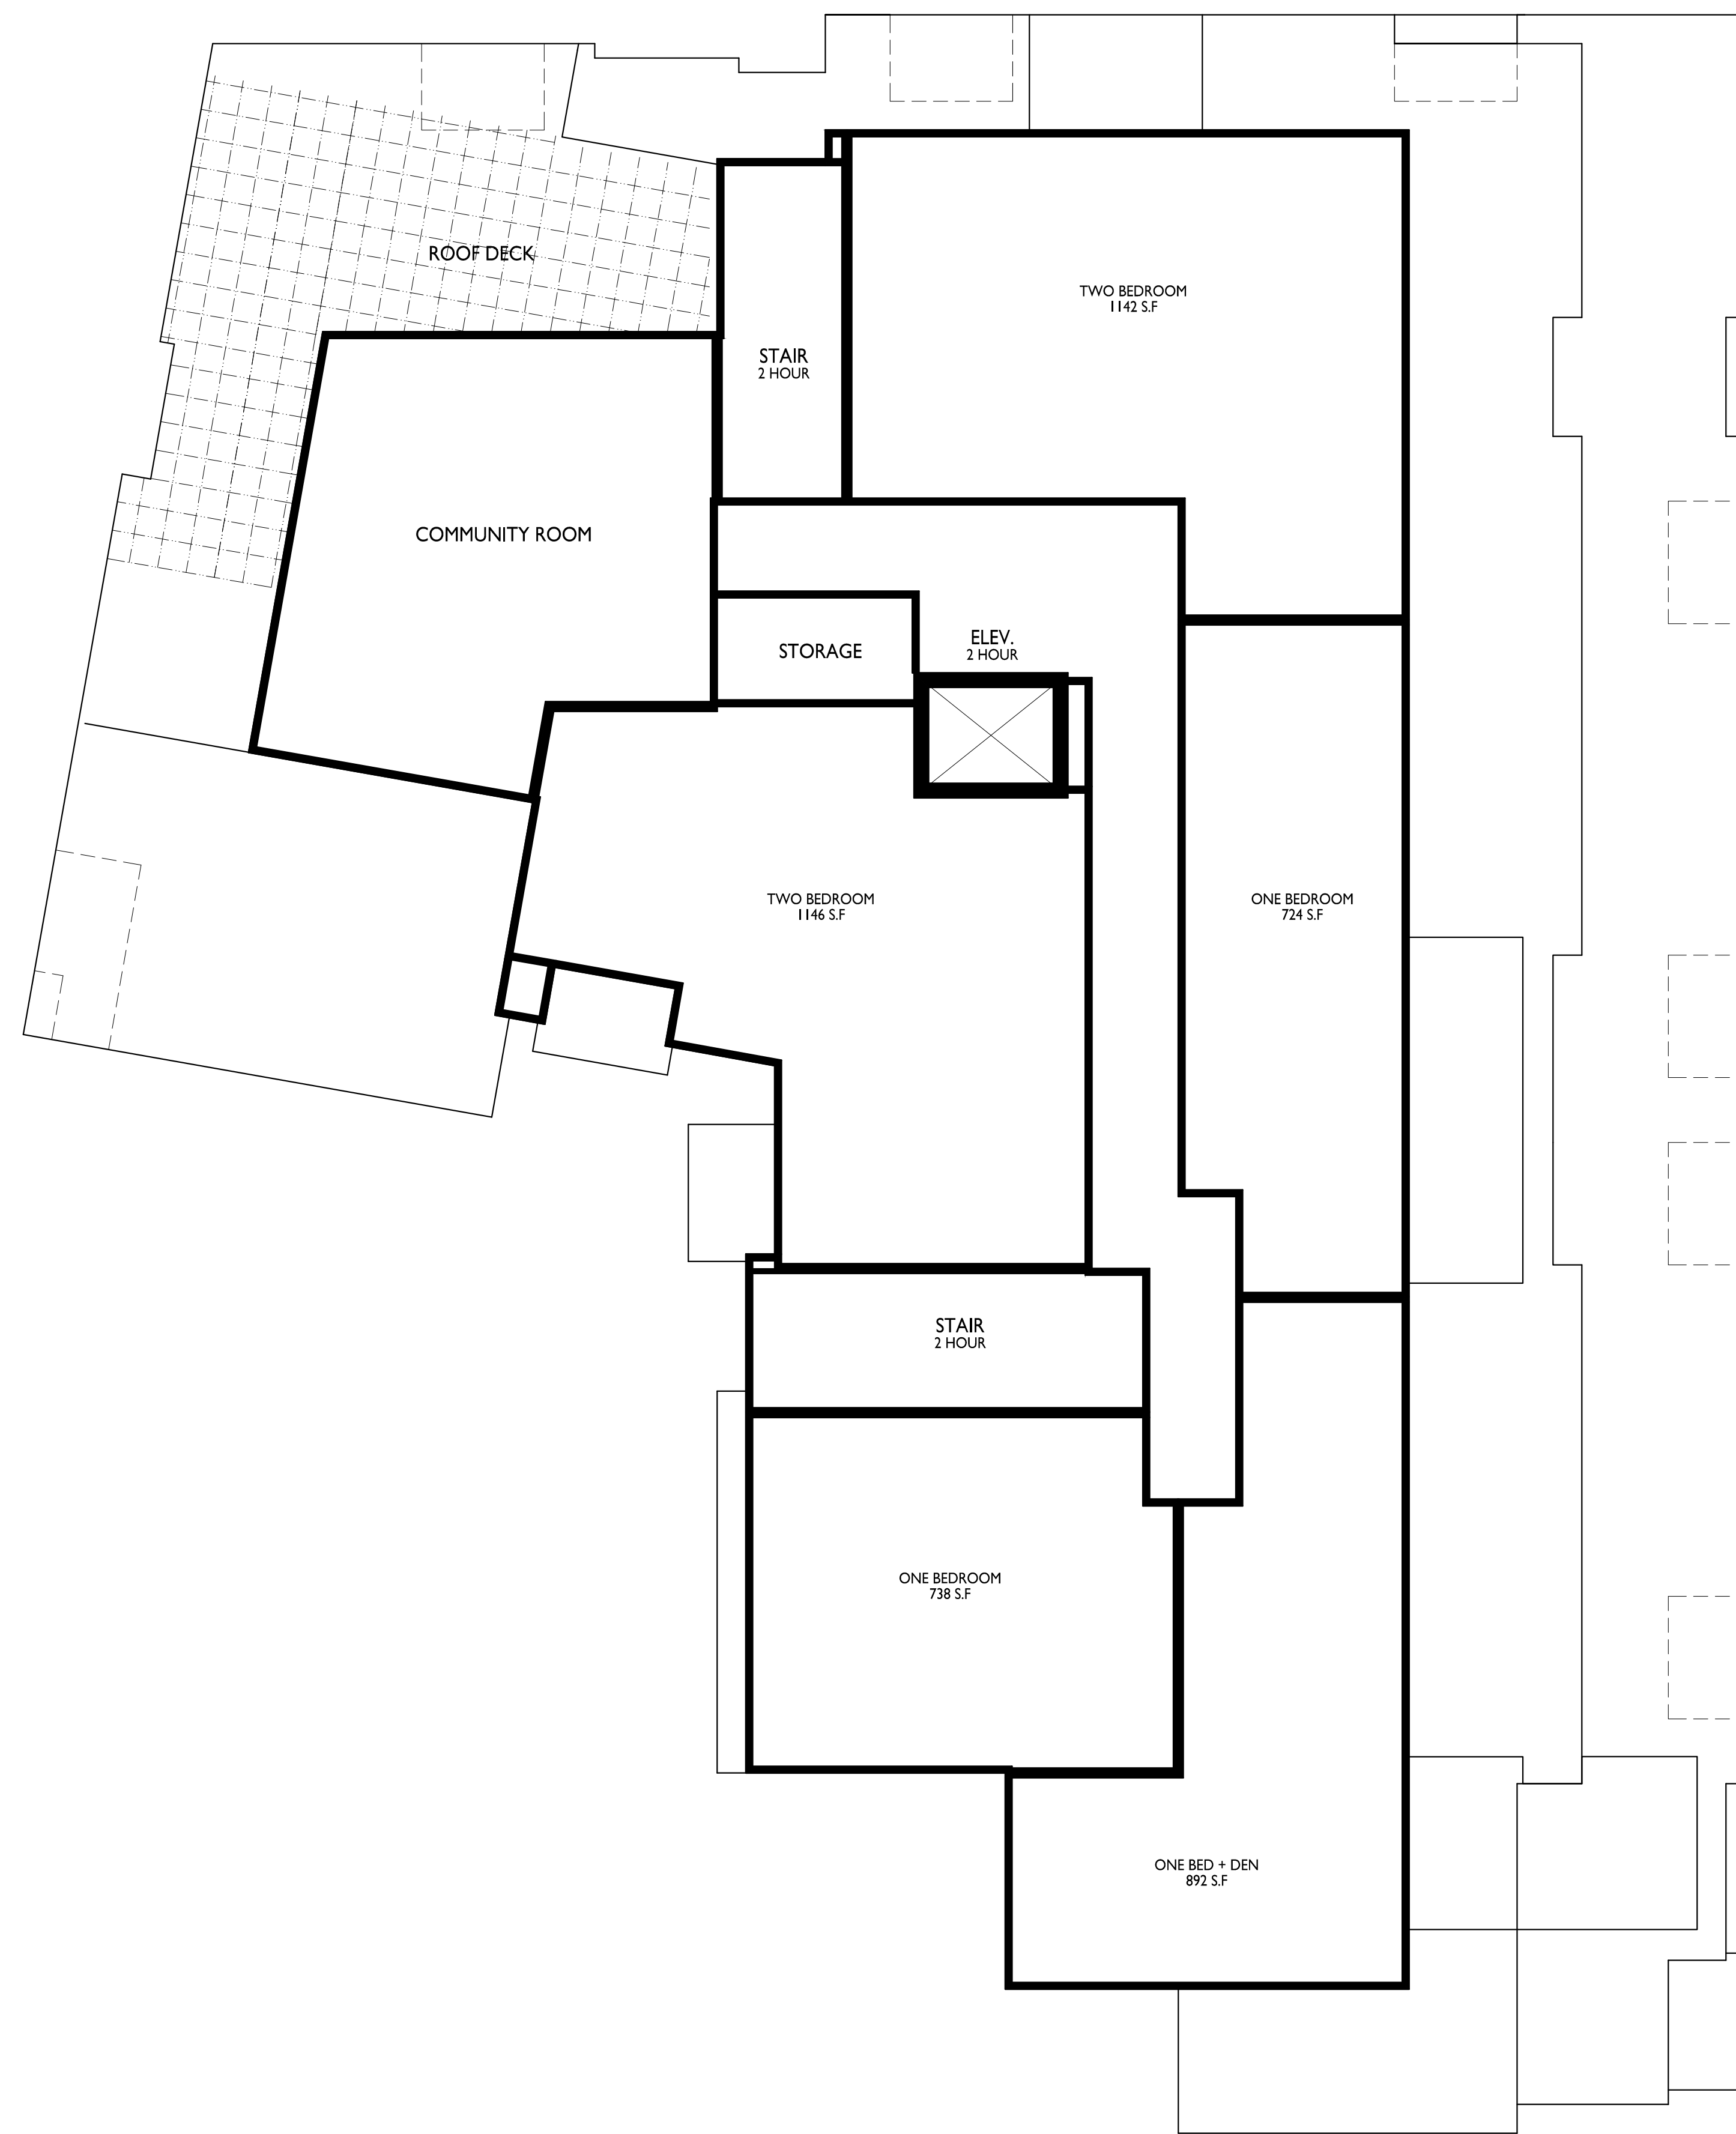 ROOF DECK
TWO BEDROOM
1142 S.F
STAIR
2 HOUR
COMMUNITY ROOM
STORAGE
ELEV.
2 HOUR
TWO BEDROOM
1146 S.F
ONE BEDROOM
724 S.F
STAIR
2 HOUR
ONE BEDROOM
738 S.F
ONE BED + DEN
892 S.F